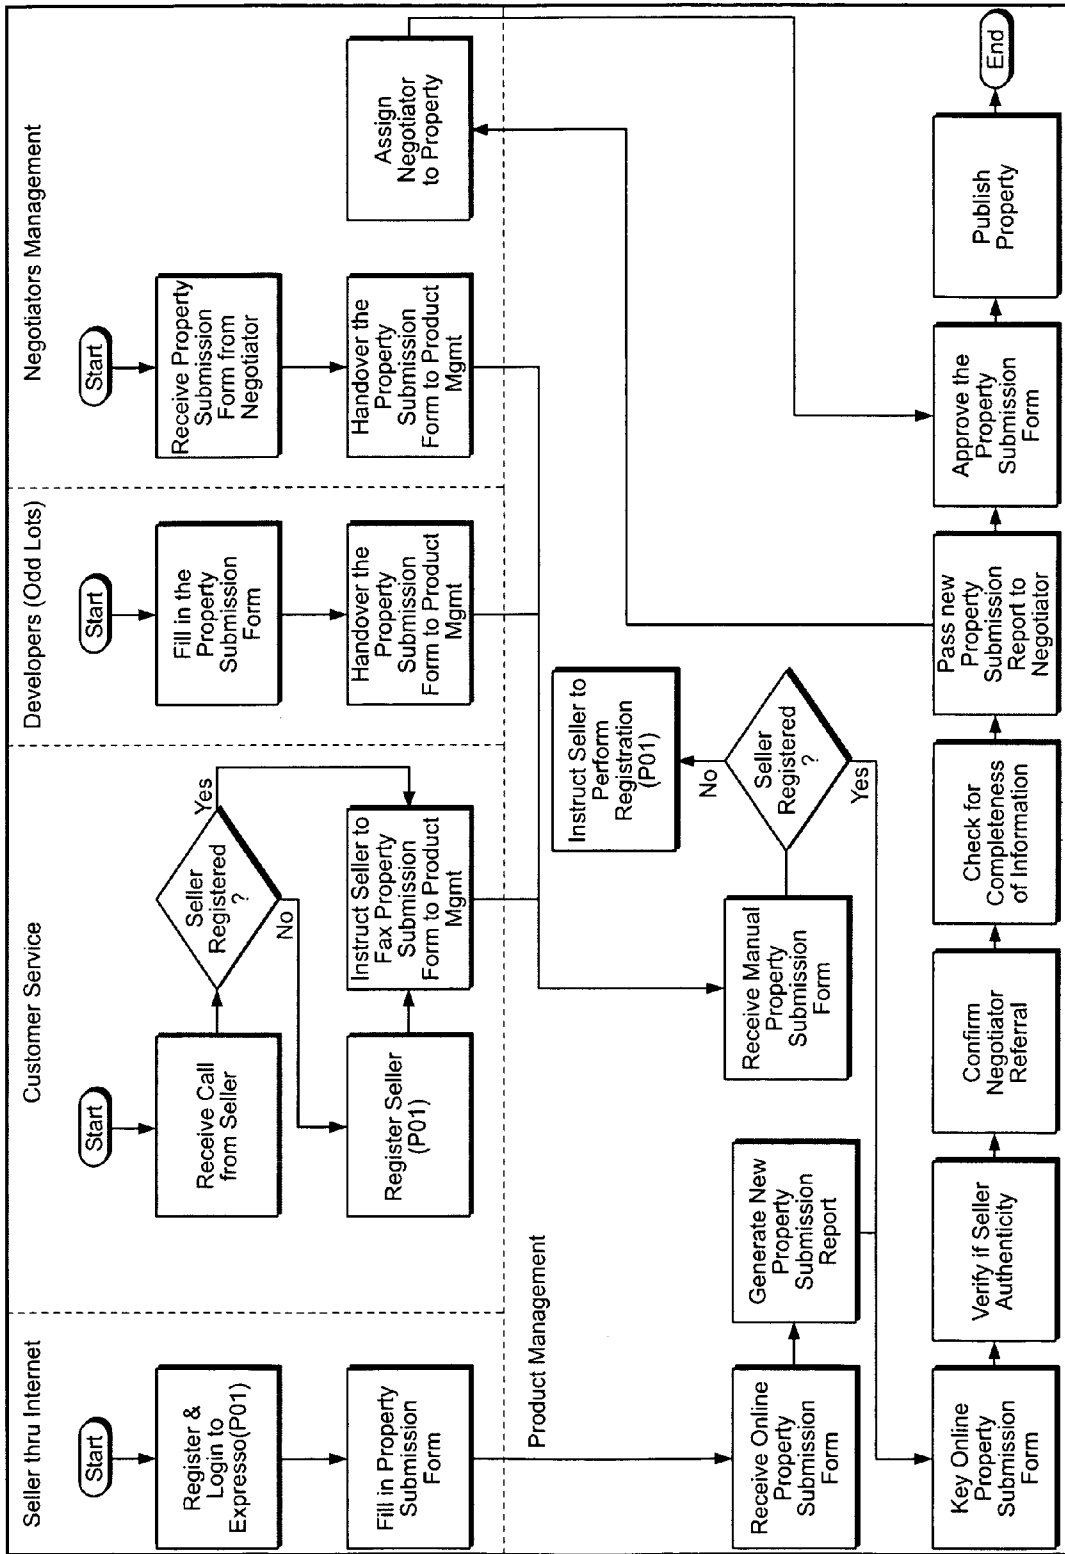 Seller thru Internet
Start
Register &
Login to
Expresso(P01)
Fill in Property
Submission
Form
Customer Service
Start
Receive Call
from Seller
Seller
Registered
?
Yes
No
Register Seller
(P01)
Instruct Seller to
Fax Property
Submission
Form to Product
Mgmt
Developers (Odd Lots)
Start
Fill in the
Property
Submission
Form
Handover the
Property
Submission
Form to Product
Mgmt
Negotiators Management
Start
Receive Property
Submission
Form from
Negotiator
Handover the
Property
Submission
Form to Product
Mgmt
Assign
Negotiator
to Property
Product Management
Receive Online
Property
Submission
Form
Generate New
Property
Submission
Report
Receive Manual
Property
Submission
Form
Seller
Registered
?
No
Yes
Instruct Seller to
Perform
Registration
(P01)
Key Online
Property
Submission
Form
Verify if Seller
Authenticity
Confirm
Negotiator
Referral
Check for
Completeness
of Information
Pass new
Property
Submission
Report to
Negotiator
Approve the
Property
Submission
Form
Publish
Property
End